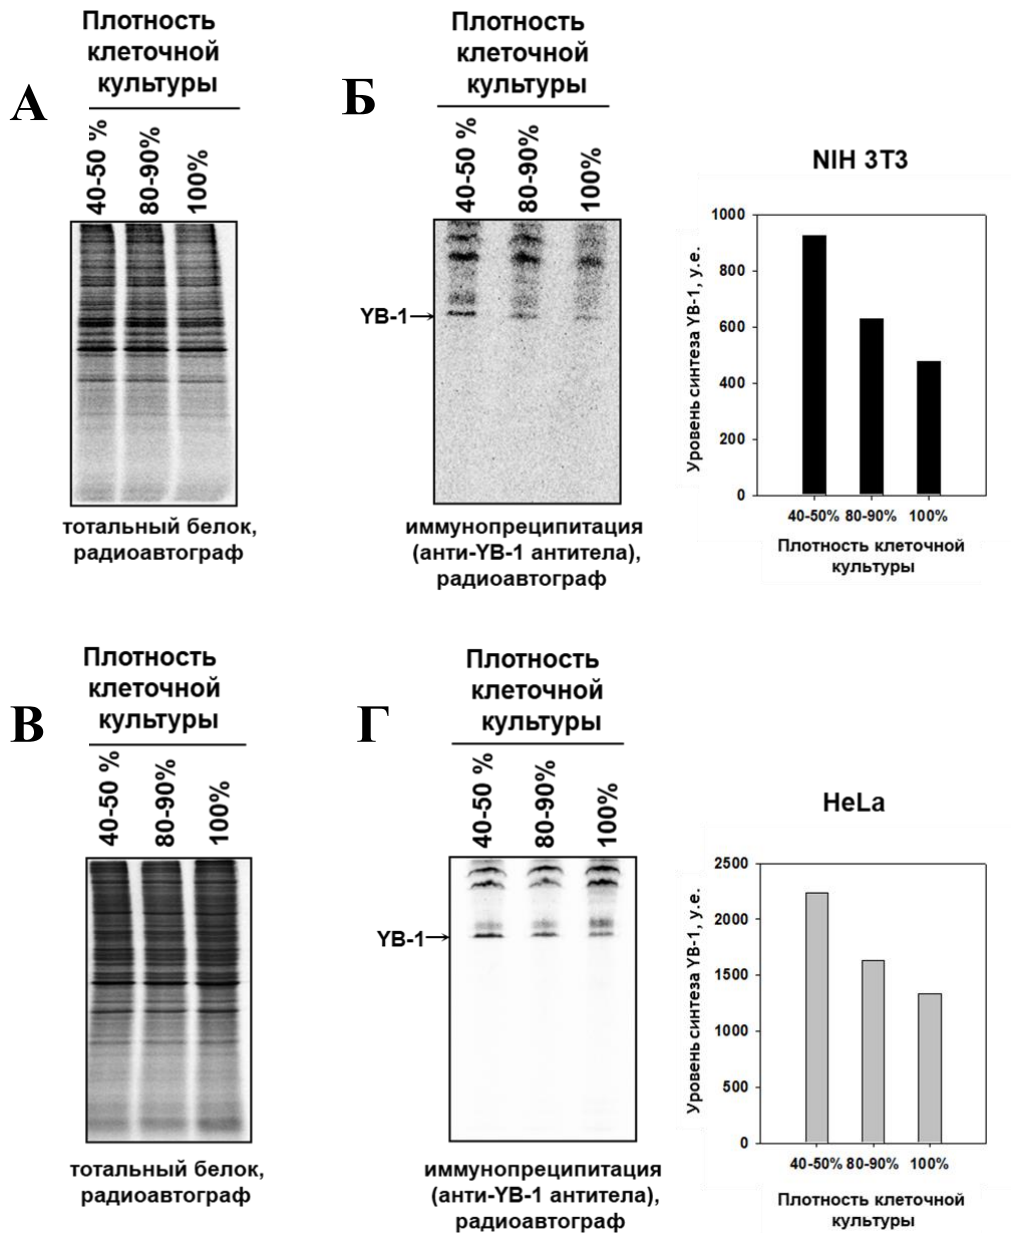 А
Плотность
клеточной
культуры
40-50 %
80-90%
100%
тотальный белок,
радиоавтограф
Б
Плотность
клеточной
культуры
40-50 %
80-90%
100%
YB-1
иммунопреципитация
(анти-YB-1 антитела),
радиоавтограф
NIH 3T3
Уровень синтеза YB-1, у.е.
1000
800
600
400
200
0
40-50% 80-90% 100%
Плотность клеточной
культуры
В
Плотность
клеточной
культуры
40-50 %
80-90%
100%
тотальный белок,
радиоавтограф
Г
Плотность
клеточной
культуры
40-50 %
80-90%
100%
YB-1
иммунопреципитация
(анти-YB-1 антитела),
радиоавтограф
HeLa
Уровень синтеза YB-1, у.е.
2500
2000
1500
1000
500
0
40-50% 80-90% 100%
Плотность клеточной
культуры